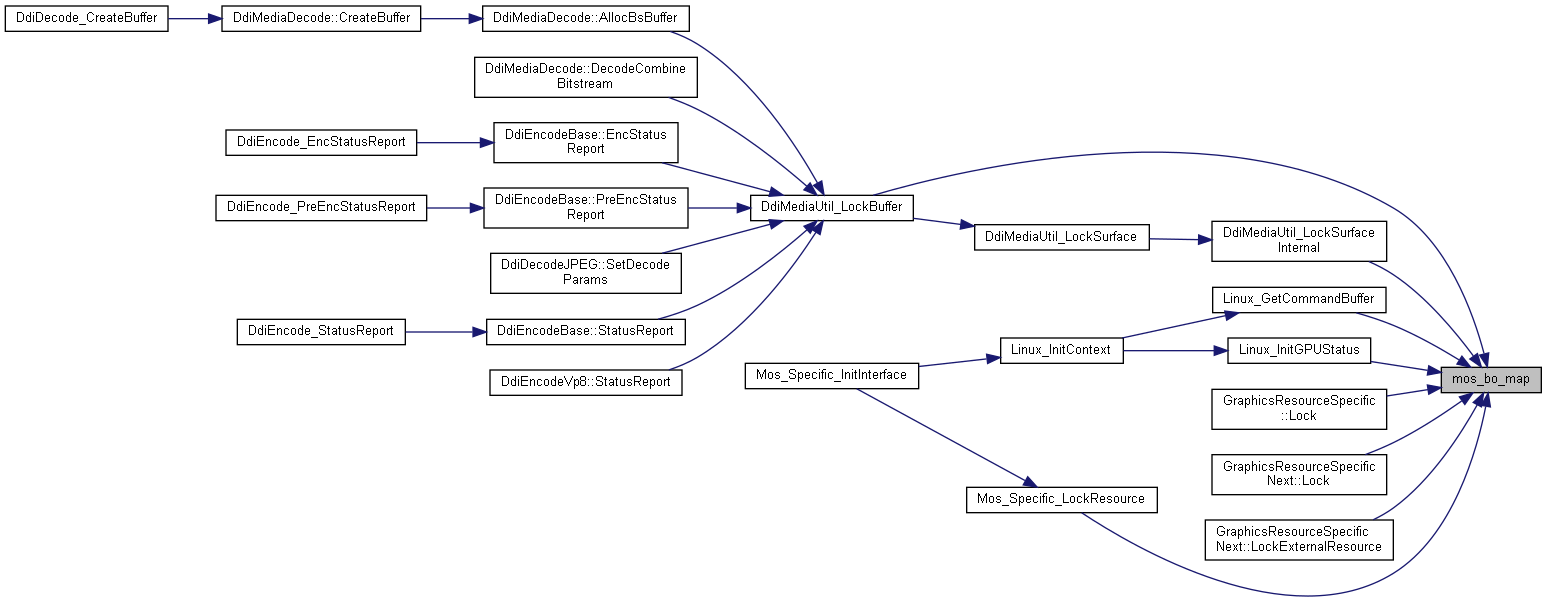 DdiDecode_CreateBuffer
DdiMediaDecode::CreateBuffer
DdiMediaDecode::AllocBsBuffer
DdiMediaDecode::DecodeCombine
Bitstream
DdiEncode_EncStatusReport
DdiEncodeBase::EncStatus
Report
DdiEncode_PreEncStatusReport
DdiEncodeBase::PreEncStatus
Report
DdiMediaUtil_LockBuffer
DdiMediaUtil_LockSurface
DdiMediaUtil_LockSurface
Internal
DdiDecodeJPEG::SetDecode
Params
DdiEncode_StatusReport
DdiEncodeBase::StatusReport
DdiEncodeVp8::StatusReport
Linux_GetCommandBuffer
Linux_InitContext
Linux_InitGPUStatus
Mos_Specific_InitInterface
mos_bo_map
GraphicsResourceSpecific
::Lock
GraphicsResourceSpecific
Next::Lock
Mos_Specific_LockResource
GraphicsResourceSpecific
Next::LockExternalResource